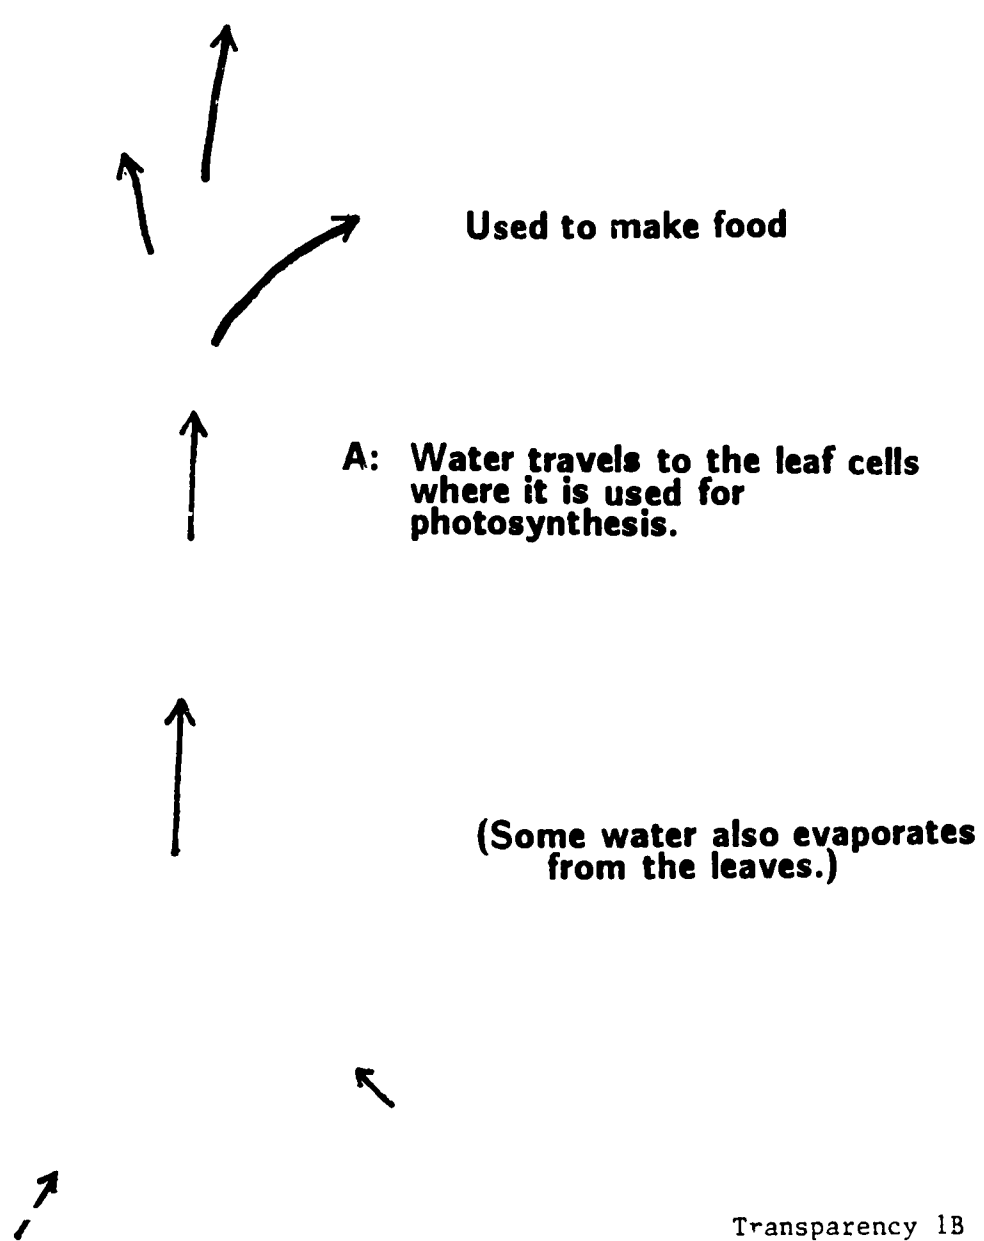 Used to make food
A: Water travels to the leaf cells
where it is used for
photosynthesis.
(Some water also evaporates
from the leaves.)
Transparency 1B